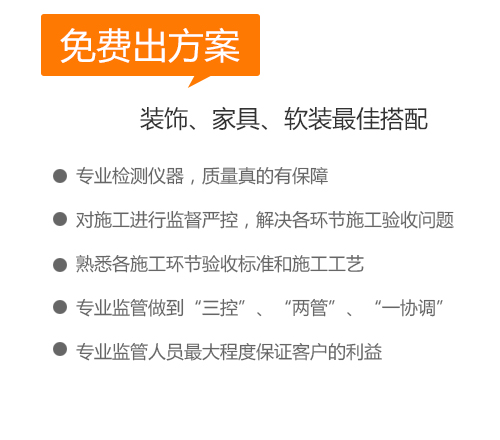 免费出方案
装饰、家具、软装最佳搭配
专业检测仪器，质量真的有保障
对施工进行监督严控，解决各环节施工验收问题
熟悉各施工环节验收标准和施工工艺
专业监管做到“三控”、“两管”、“一协调”
专业监管人员最大程度保证客户的利益